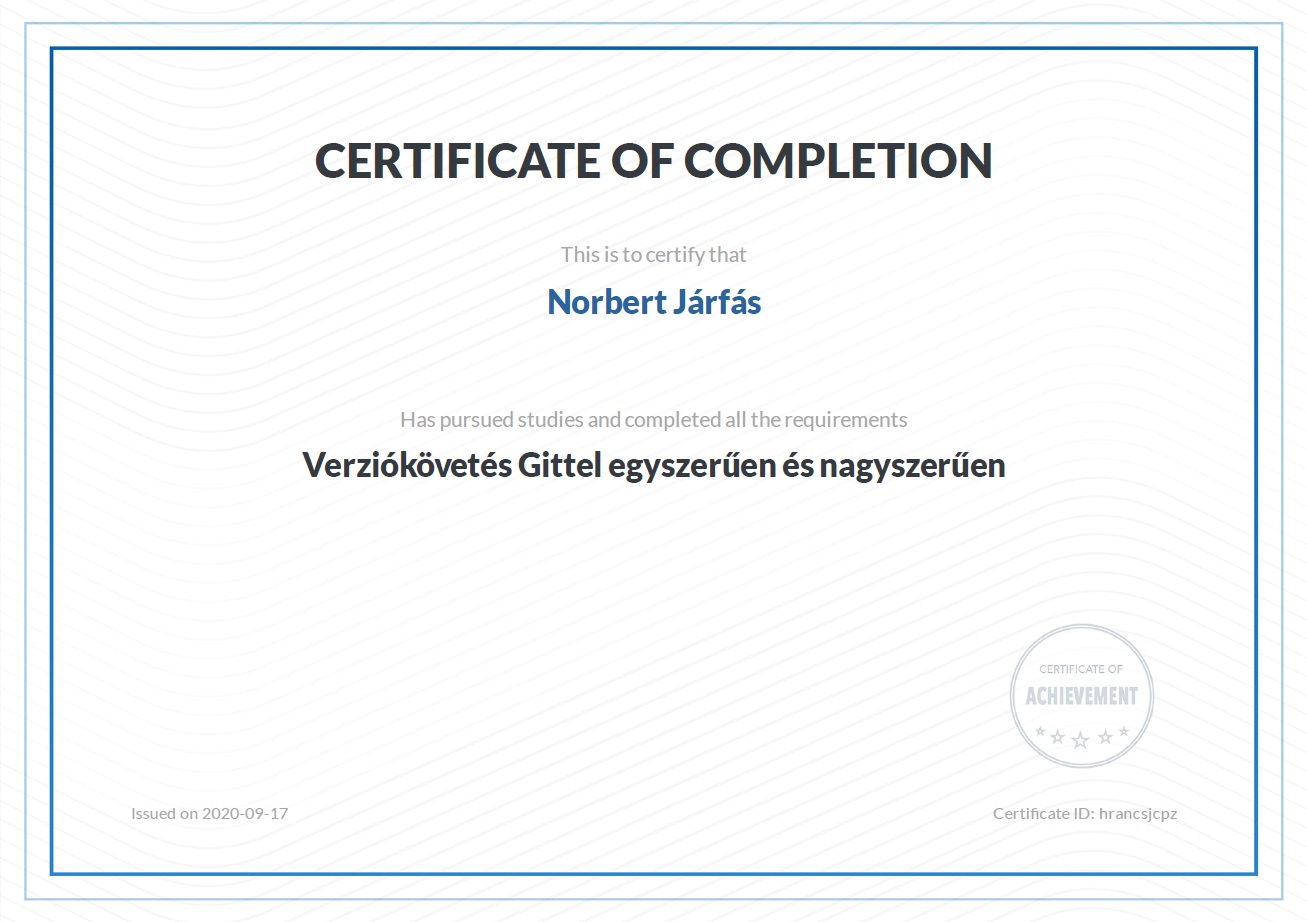 CERTIFICATE OF COMPLETION
This is to certify that
Norbert Járfás
Has pursued studies and completed all the requirements
Verziókövetés Gittel egyszerűen és nagyszerűen
CERTIFICATE OF
ACHIEVEMENT
Issued on 2020-09-17
Certificate ID: hrancsjcpz